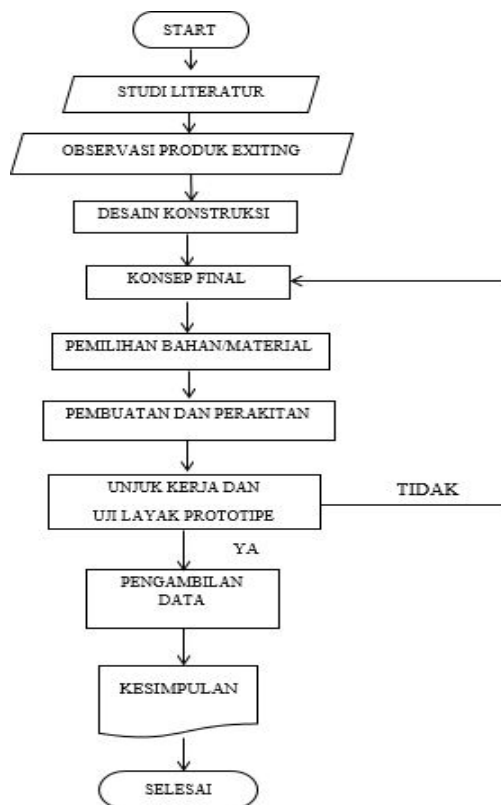 START
STUDI LITERATUR
OBSERVASI PRODUK EXITING
DESAIN KONSTRUKSI
KONSEP FINAL
PEMILIHAN BAHAN/MATERIAL
PEMBUATAN DAN PERAKITAN
UNJUK KERJA DAN
UJI LAYAK PROTOTIPE
TIDAK
YA
PENGAMBILAN
DATA
KESIMPULAN
SELESAI